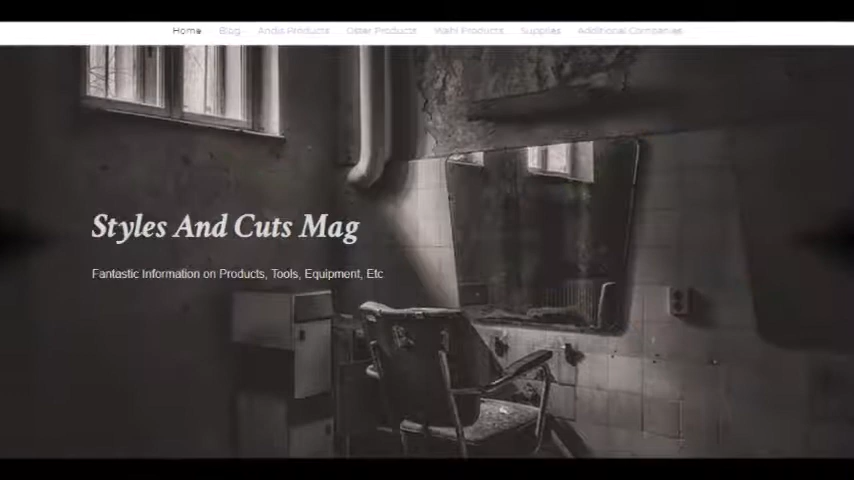 Home Blog Andis Products Oster Products Wahl Products Supplies Additional Companies
Styles And Cuts Mag
Fantastic Information on Products, Tools, Equipment, Etc